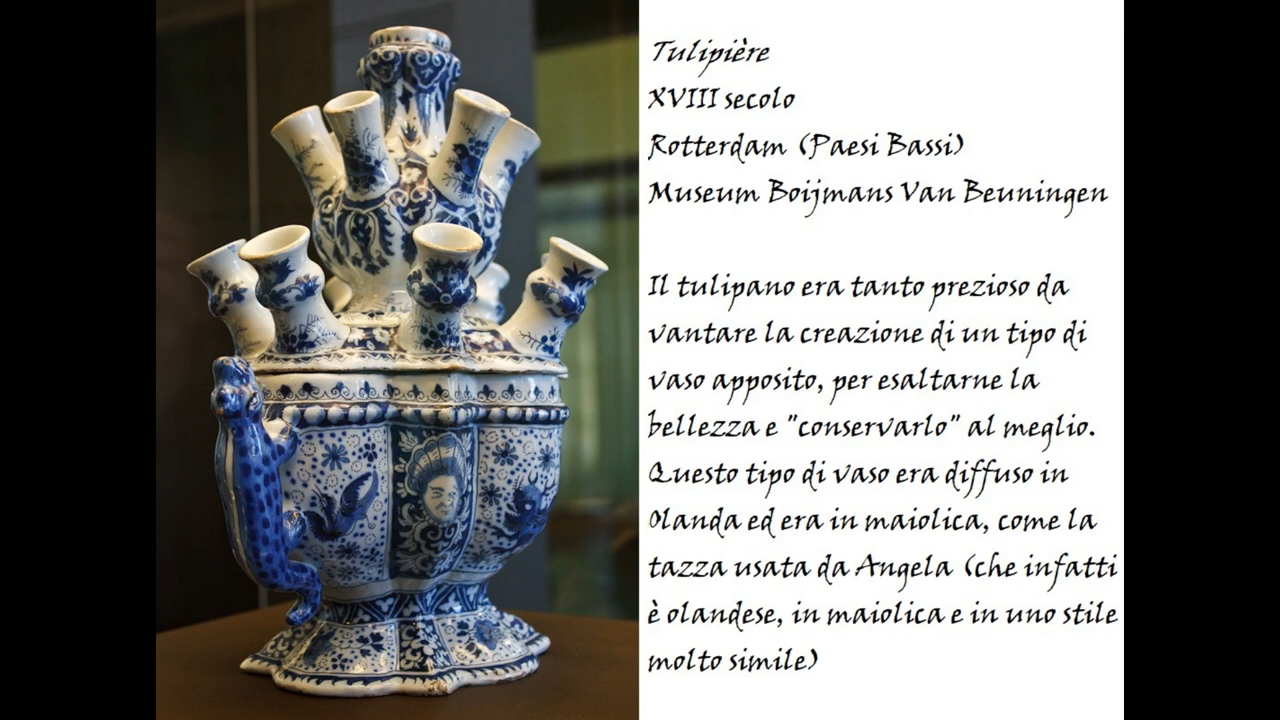 Tulipière
XVIII secolo
Rotterdam (Paesi Bassi)
Museum Boijmans Van Beuningen
Il tulipano era tanto prezioso da
vantare la creazione di un tipo di
vaso apposito, per esaltarne la
bellezza e "conservarlo" al meglio.
Questo tipo di vaso era diffuso in
Olanda ed era in maiolica, come la
tazza usata da Angela (che infatti
è olandese, in maiolica e in uno stile
molto simile)